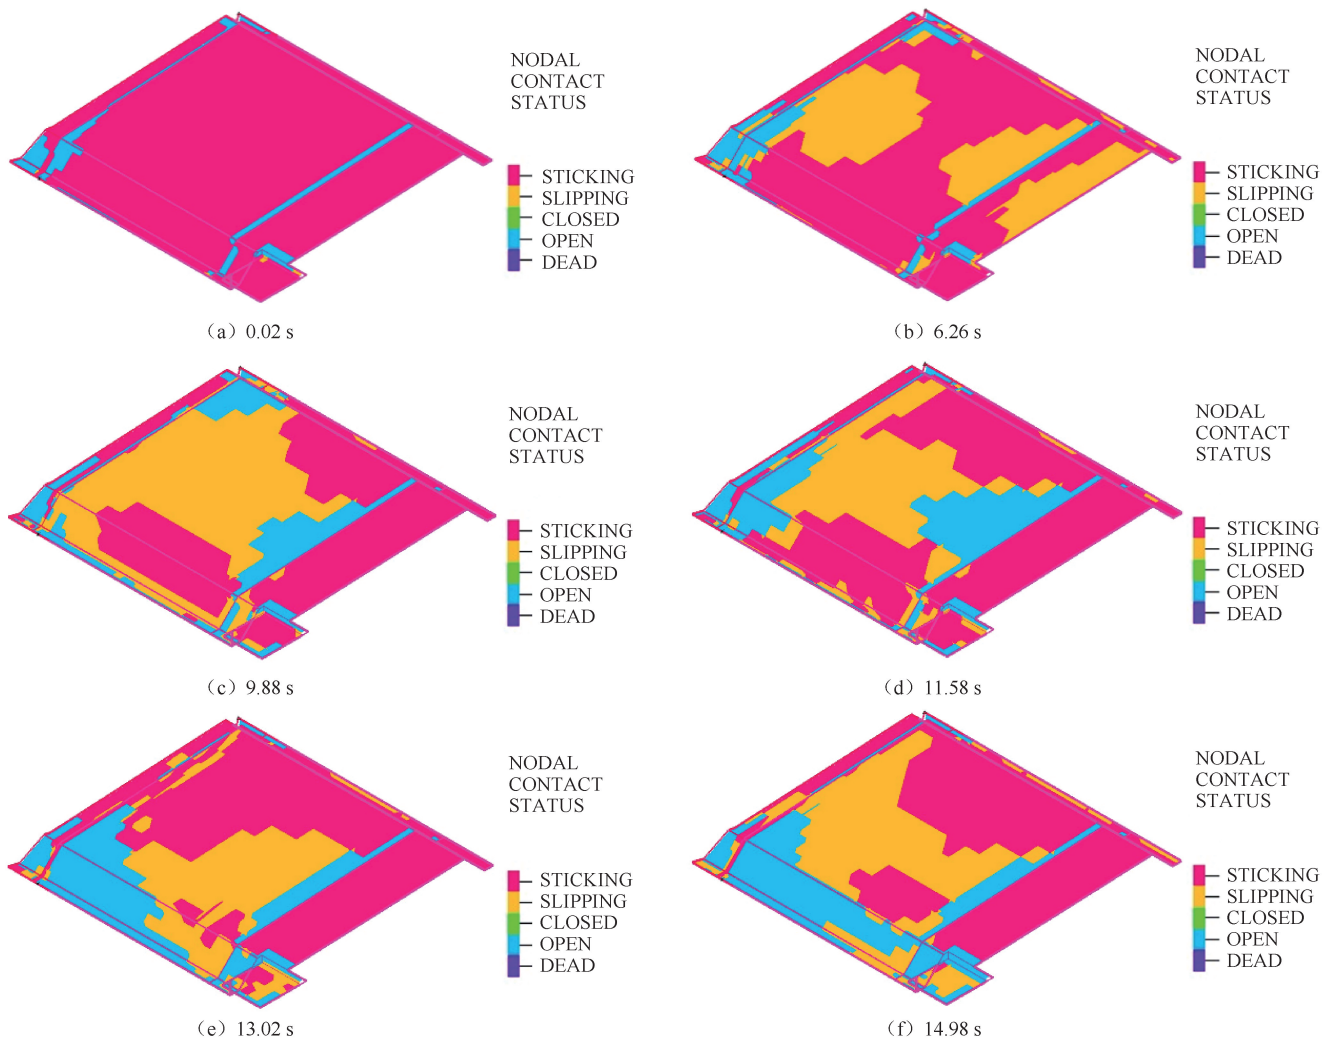 NODAL
CONTACT
STATUS
STICKING
SLIPPING
CLOSED
OPEN
DEAD
（a）0.02 s
NODAL
CONTACT
STATUS
STICKING
SLIPPING
CLOSED
OPEN
DEAD
（b）6.26 s
NODAL
CONTACT
STATUS
STICKING
SLIPPING
CLOSED
OPEN
DEAD
（c）9.88 s
NODAL
CONTACT
STATUS
STICKING
SLIPPING
CLOSED
OPEN
DEAD
（d）11.58 s
NODAL
CONTACT
STATUS
STICKING
SLIPPING
CLOSED
OPEN
DEAD
（e）13.02 s
NODAL
CONTACT
STATUS
STICKING
SLIPPING
CLOSED
OPEN
DEAD
（f）14.98 s